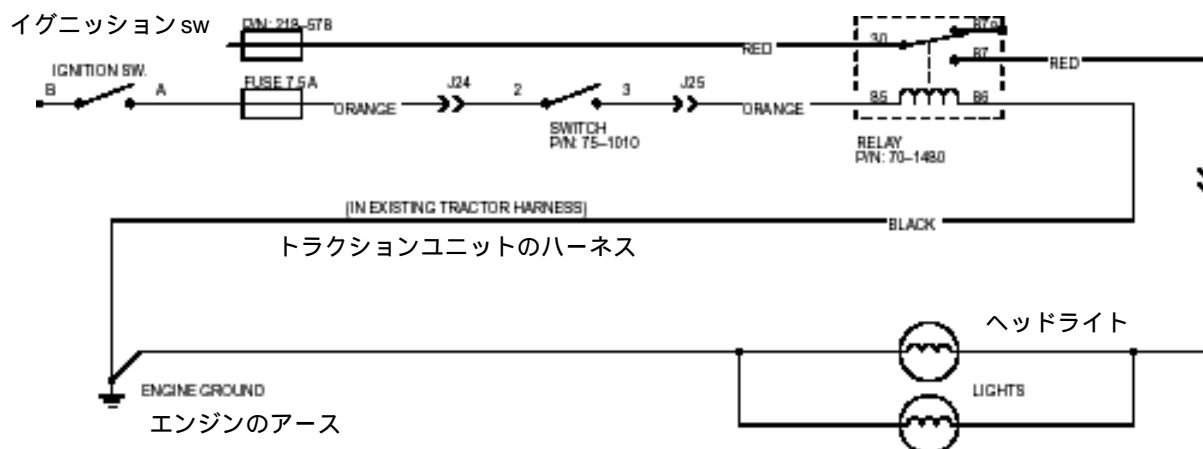 イグニッション sw
P/N: 218–578
RED
30
87a
87
RED
IGNITION SW.
B
A
FUSE 7.5 A
ORANGE
J24
2
3
SWITCH
P/N: 75–1010
J25
ORANGE
85
86
RELAY
P/N: 70–1480
(IN EXISTING TRACTOR HARNESS)
トラクションユニットのハーネス
BLACK
ヘッドライト
LIGHTS
ENGINE GROUND
エンジンのアース